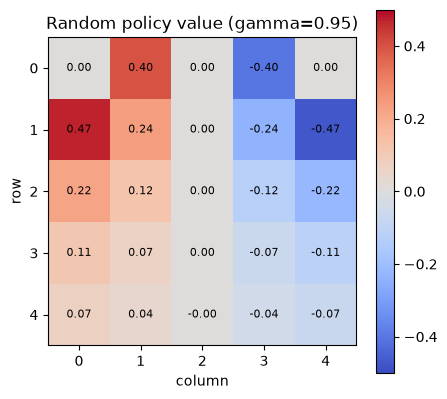 Random policy value (gamma=0.95)
0 0.00 0.40 0.00 -0.40 0.00
1 0.47 0.24 0.00 -0.24 -0.47
2 0.22 0.12 0.00 -0.12 -0.22
3 0.11 0.07 0.00 -0.07 -0.11
4 0.07 0.04 -0.00 -0.04 -0.07
0 1 2 3 4
column
row
0.4
0.2
0.0
−0.2
−0.4